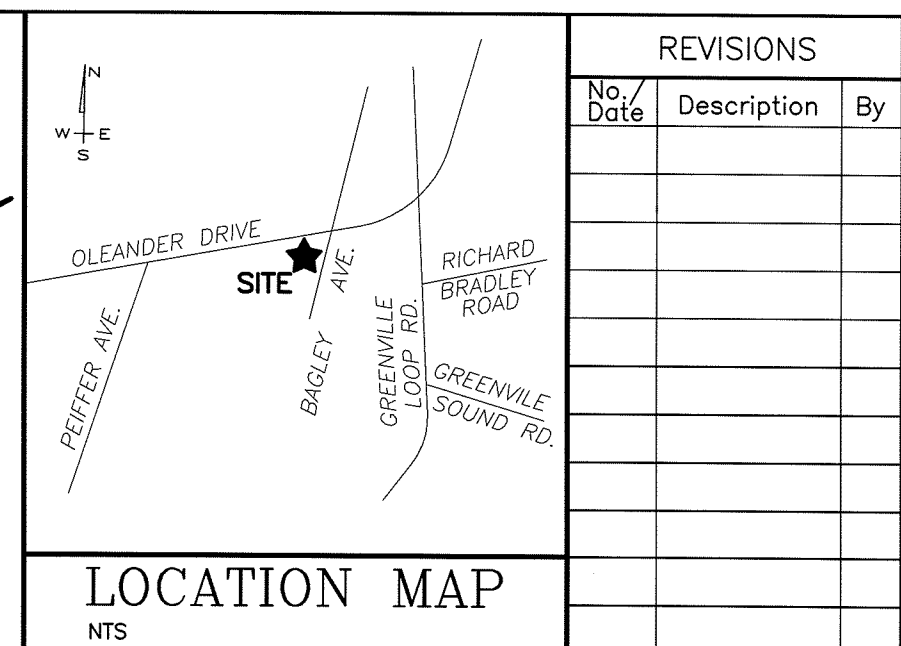 N
W E
S
OLEANDER DRIVE
SITE
PEIFFER AVE.
BAGLEY AVE.
GREENVILLE
LOOP RD.
RICHARD
BRADLEY
ROAD
GREENVILE
SOUND RD.
LOCATION MAP
NTS
REVISIONS
No./
Date
Description
By